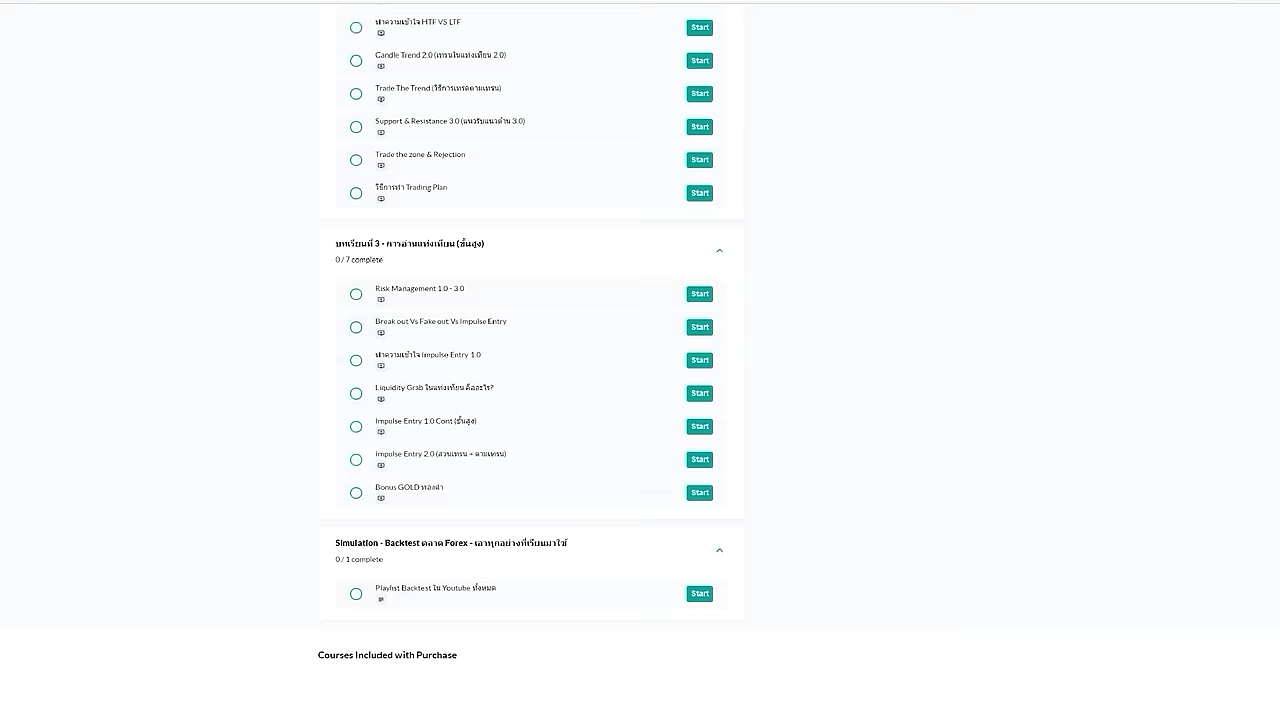 ทำความเข้าใจ HTF VS LTF
Start
Candle Trend 2.0 (เทรนในแท่งเทียน 2.0)
Start
Trade The Trend (วิธีการเทรดตามเทรน)
Start
Support & Resistance 3.0 (แนวรับแนวต้าน 3.0)
Start
Trade the zone & Rejection
Start
วิธีการทำ Trading Plan
Start
บทเรียนที่ 3 - การอ่านแท่งเทียน (ขั้นสูง)
0 / 7 complete
Risk Management 1.0 - 3.0
Start
Break out Vs Fake out Vs Impulse Entry
Start
ทำความเข้าใจ Impulse Entry 1.0
Start
Liquidity Grab ในแท่งเทียน คืออะไร?
Start
Impulse Entry 1.0 Cont (ขั้นสูง)
Start
Impulse Entry 2.0 (สวนเทรน + ตามเทรน)
Start
Bonus GOLD ทองคำ
Start
Simulation - Backtest ตลาด Forex - เอาทุกอย่างที่เรียนมาใช้
0 / 1 complete
Playlist Backtest ใน Youtube ทั้งหมด
Start
Courses Included with Purchase